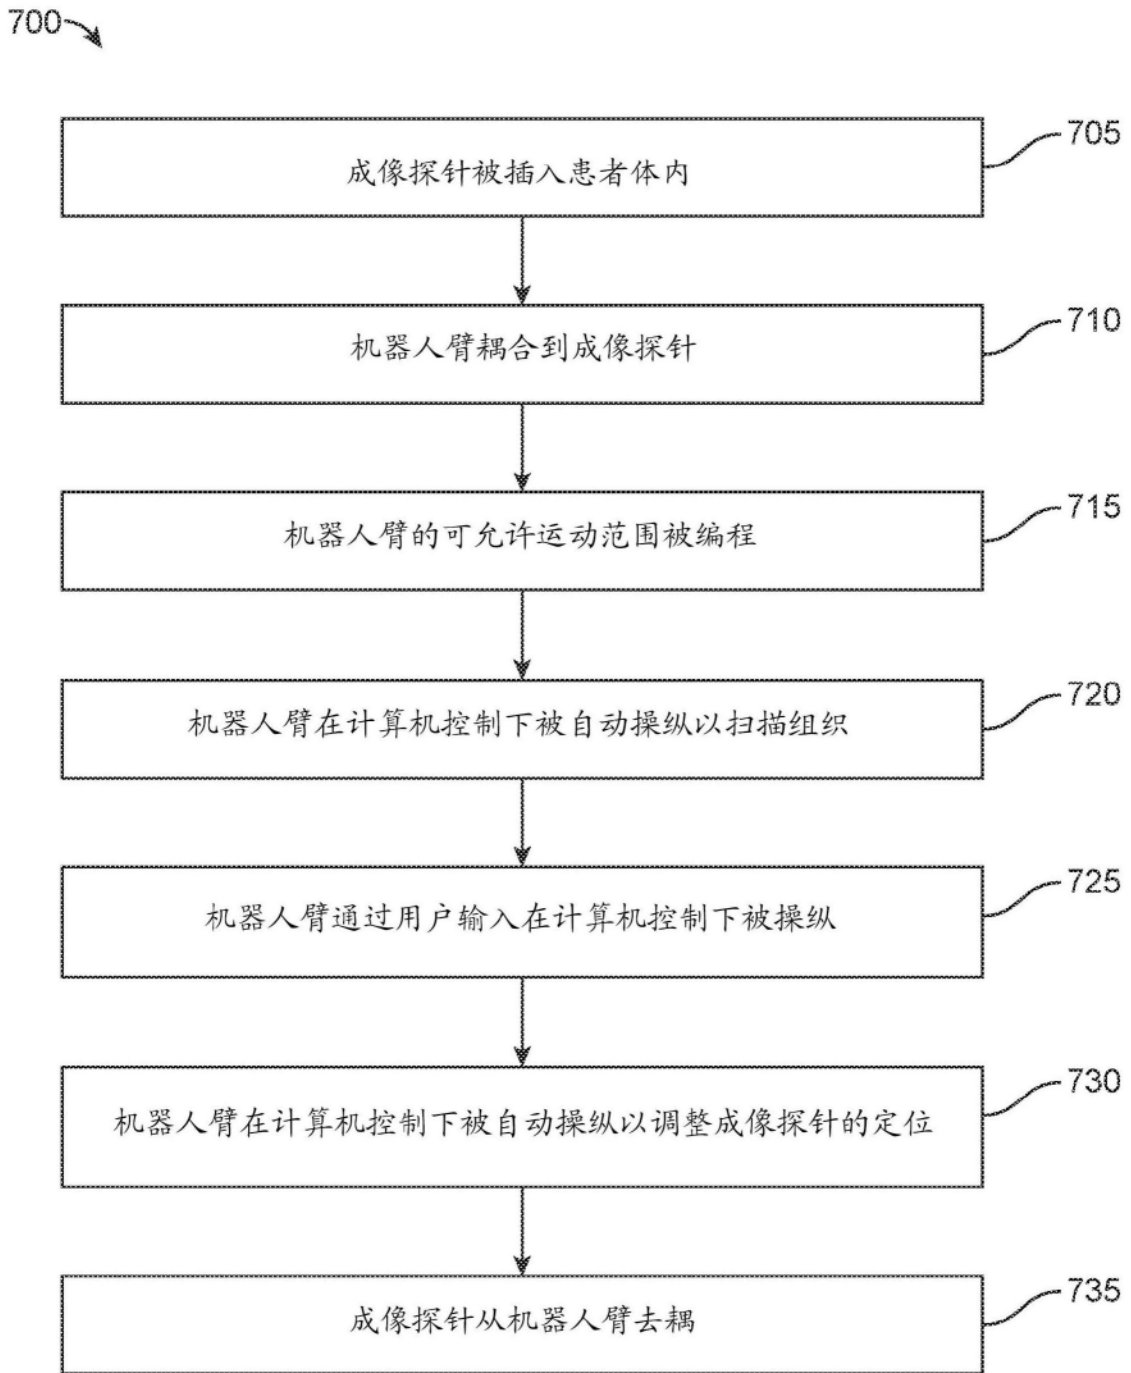 700
705
成像探针被插入患者体内
710
机器人臂耦合到成像探针
715
机器人臂的可允许运动范围被编程
720
机器人臂在计算机控制下被自动操纵以扫描组织
725
机器人臂通过用户输入在计算机控制下被操纵
730
机器人臂在计算机控制下被自动操纵以调整成像探针的定位
735
成像探针从机器人臂去耦